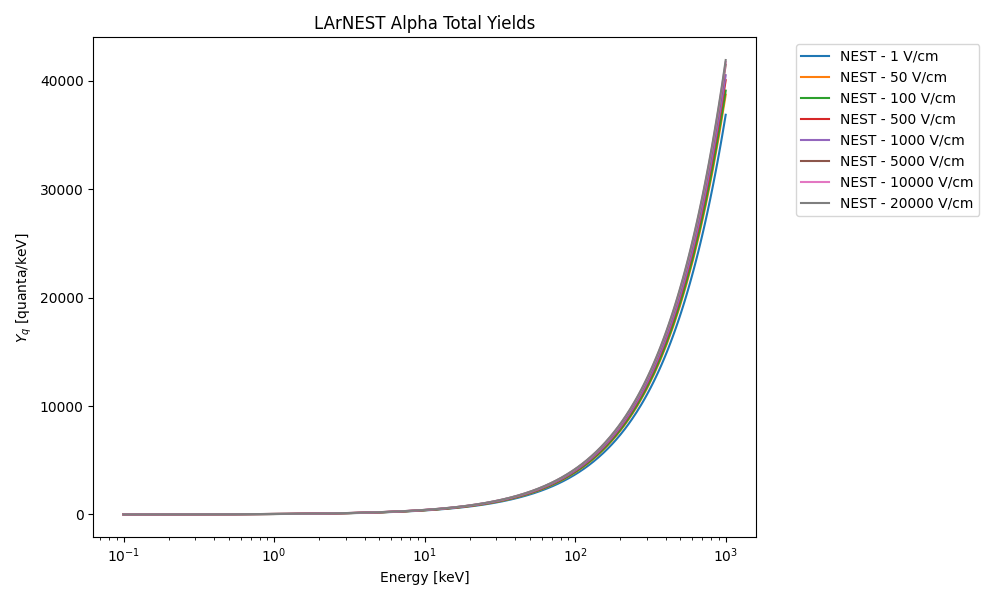 LArNEST Alpha Total Yields
NEST - 1 V/cm
NEST - 50 V/cm
NEST - 100 V/cm
NEST - 500 V/cm
NEST - 1000 V/cm
NEST - 5000 V/cm
NEST - 10000 V/cm
NEST - 20000 V/cm
Y_q [quanta/keV]
40000
30000
20000
10000
0
10^{-1} 10^0 10^1 10^2 10^3
Energy [keV]